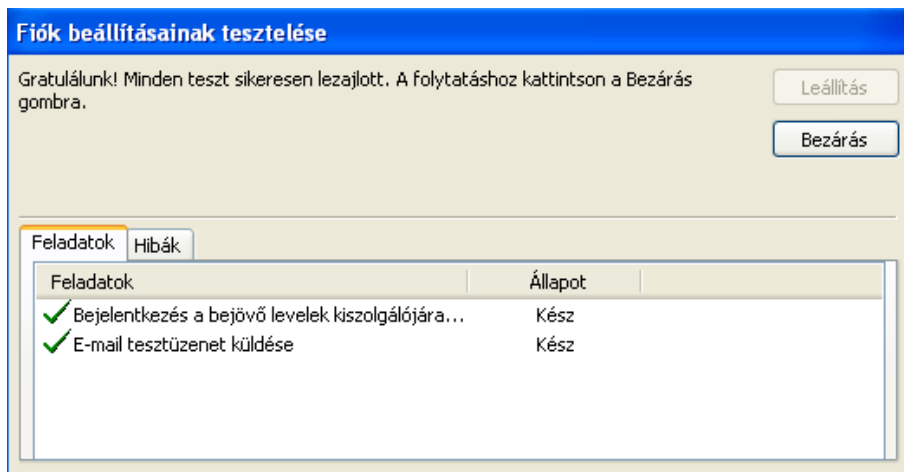 Fiók beállításainak tesztelése
Gratulálunk! Minden teszt sikeresen lezajlott. A folytatáshoz kattintson a Bezárás
gombra.
Leállítás
Bezárás
Feladatok Hibák
Feladatok Állapot
Bejelentkezés a bejövő levelek kiszolgálójára... Kész
E-mail tesztüzenet küldése Kész